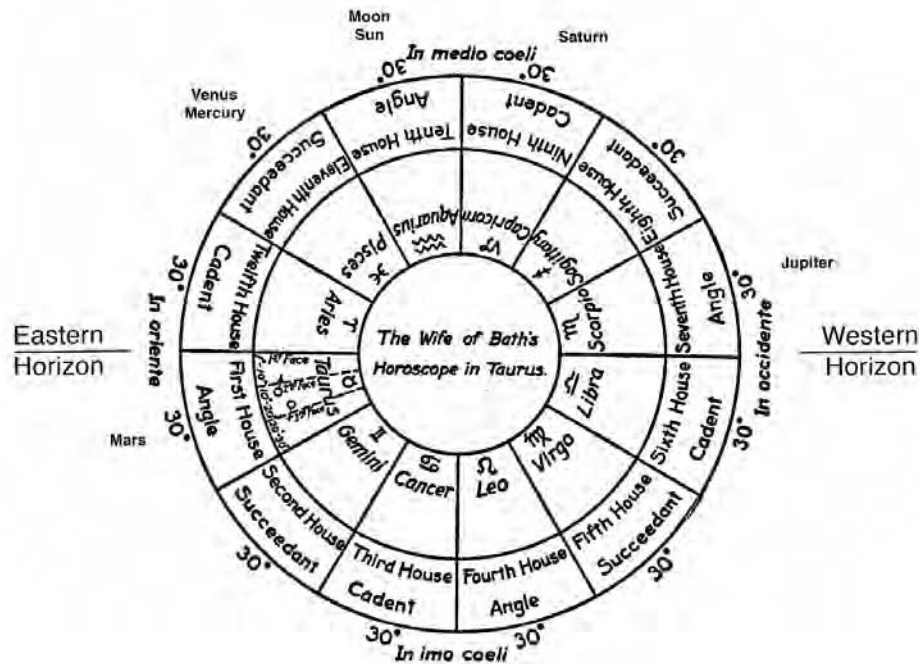 Moon
Sun
Saturn
Venus
Mercury
Jupiter
Mars
Eastern
Horizon
Western
Horizon
In medio coeli
In oriente
In occidente
In imo coeli
30°
Angle
Tenth House
Aquarius
♒
30°
Cadent
Ninth House
Capricorn
♑
30°
Succeedant
Eighth House
Sagittary
♐
30°
Angle
Seventh House
Scorpio
♏
30°
Cadent
Sixth House
Libra
♎
30°
Succeedant
Fifth House
Virgo
♍
30°
Angle
Fourth House
Leo
♌
30°
Cadent
Third House
Cancer
♋
30°
Succeedant
Second House
Gemini
♊
30°
Angle
First House
Taurus
♉
Face
30°
Cadent
Twelfth House
Aries
♈
30°
Succeedant
Eleventh House
Pisces
♓
The Wife of Bath's
Horoscope in Taurus.